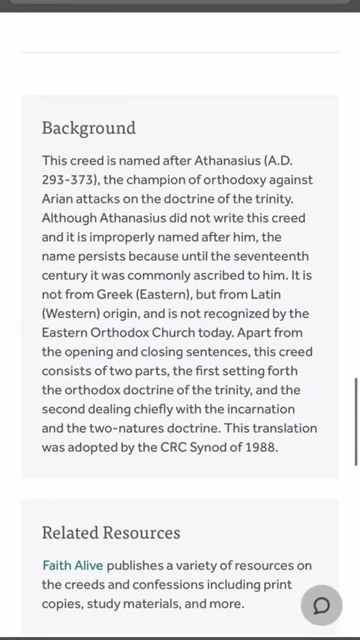 Background
This creed is named after Athanasius (A.D.
293-373), the champion of orthodoxy against
Arian attacks on the doctrine of the trinity.
Although Athanasius did not write this creed
and it is improperly named after him, the
name persists because until the seventeenth
century it was commonly ascribed to him. It is
not from Greek (Eastern), but from Latin
(Western) origin, and is not recognized by the
Eastern Orthodox Church today. Apart from
the opening and closing sentences, this creed
consists of two parts, the first setting forth
the orthodox doctrine of the trinity, and the
second dealing chiefly with the incarnation
and the two-natures doctrine. This translation
was adopted by the CRC Synod of 1988.
Related Resources
Faith Alive publishes a variety of resources on
the creeds and confessions including print
copies, study materials, and more.